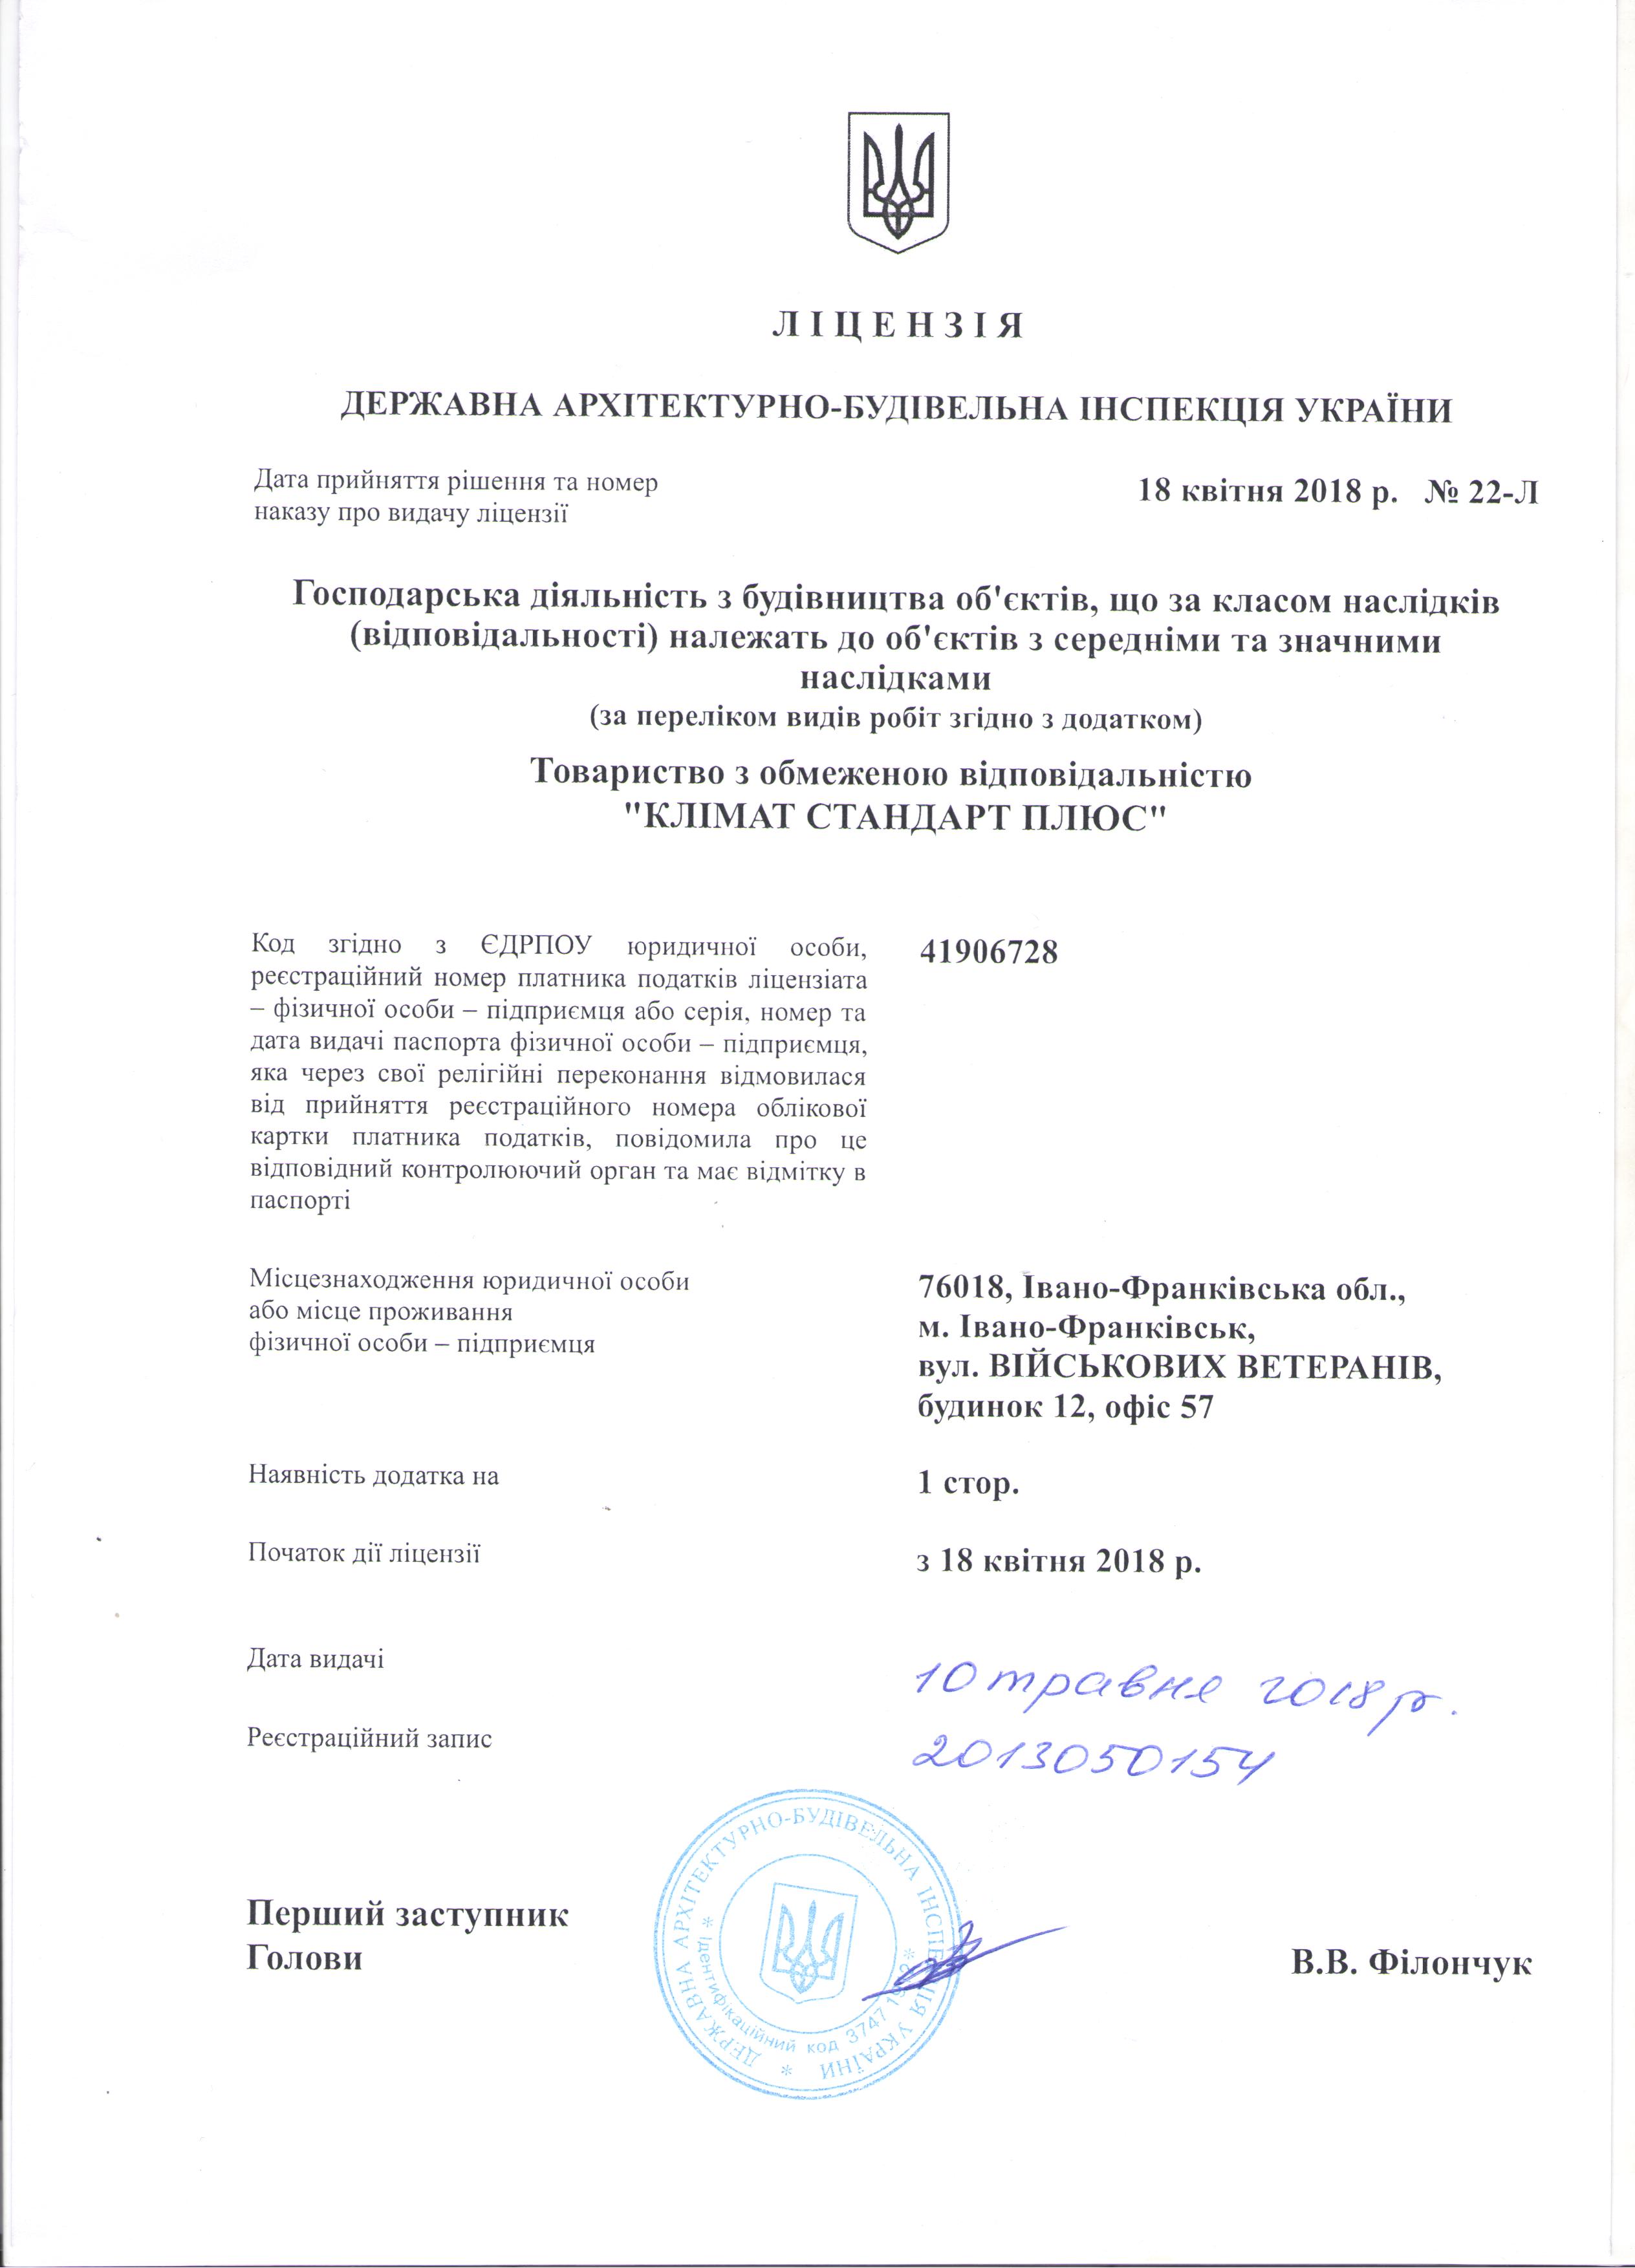 ЛІЦЕНЗІЯ
ДЕРЖАВНА АРХІТЕКТУРНО-БУДІВЕЛЬНА ІНСПЕКЦІЯ УКРАЇНИ
Дата прийняття рішення та номер
наказу про видачу ліцензії
18 квітня 2018 р. № 22-Л
Господарська діяльність з будівництва об'єктів, що за класом наслідків
(відповідальності) належать до об'єктів з середніми та значними
наслідками
(за переліком видів робіт згідно з додатком)
Товариство з обмеженою відповідальністю
"КЛІМАТ СТАНДАРТ ПЛЮС"
Код згідно з ЄДРПОУ юридичної особи,
реєстраційний номер платника податків ліцензіата
– фізичної особи – підприємця або серія, номер та
дата видачі паспорта фізичної особи – підприємця,
яка через свої релігійні переконання відмовилася
від прийняття реєстраційного номера облікової
картки платника податків, повідомила про це
відповідний контролюючий орган та має відмітку в
паспорті
41906728
Місцезнаходження юридичної особи
або місце проживання
фізичної особи – підприємця
76018, Івано-Франківська обл.,
м. Івано-Франківськ,
вул. ВІЙСЬКОВИХ ВЕТЕРАНІВ,
будинок 12, офіс 57
Наявність додатка на
1 стор.
Початок дії ліцензії
з 18 квітня 2018 р.
Дата видачі
10 травня 2018 р.
Реєстраційний запис
2013050154
Перший заступник
Голови
В.В. Філончук
ДЕРЖАВНА АРХІТЕКТУРНО-БУДІВЕЛЬНА ІНСПЕКЦІЯ УКРАЇНИ
Ідентифікаційний код